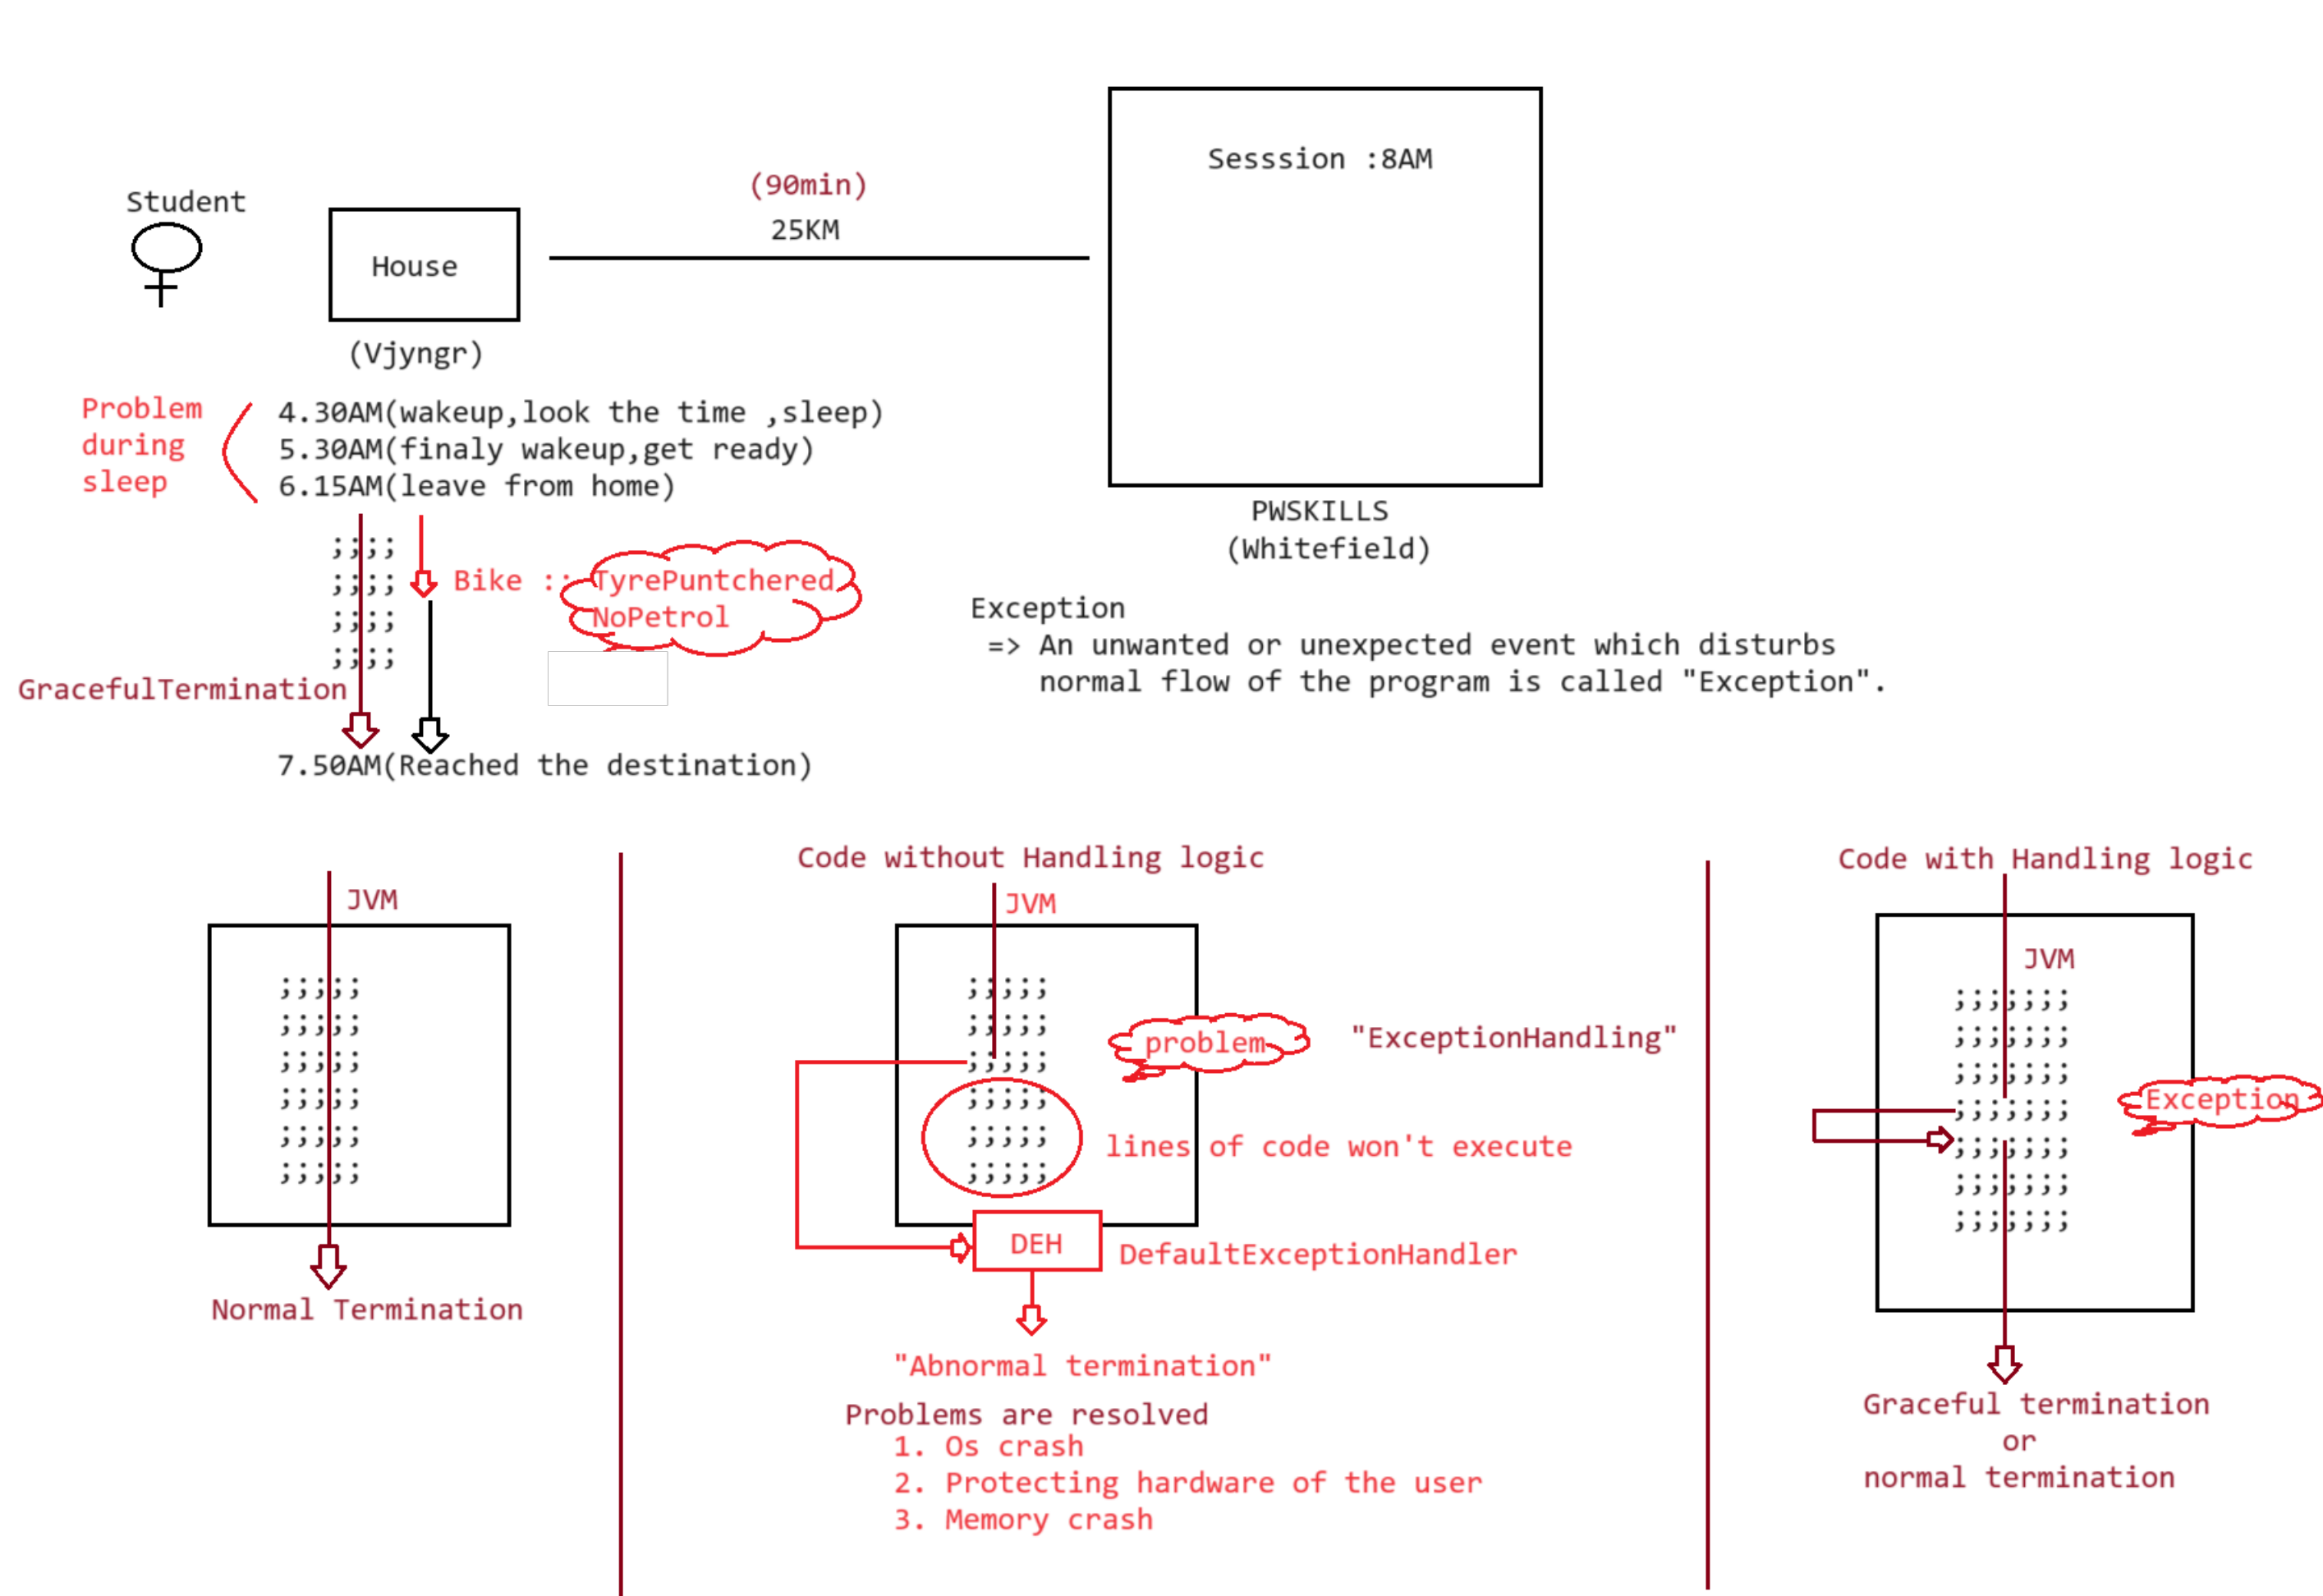 Sesssion :8AM
(90min)
Student
25KM
House
(Vjyngr)
Problem
during
sleep
4.30AM(wakeup,look the time ,sleep)
5.30AM(finaly wakeup,get ready)
6.15AM(leave from home)
PWSKILLS
(Whitefield)
;;;;
;;;;
;;;;
;;;;
Bike :: TyrePuntchered
NoPetrol
GracefulTermination
7.50AM(Reached the destination)
Exception
=> An unwanted or unexpected event which disturbs
normal flow of the program is called "Exception".
JVM
;;;;;
;;;;;
;;;;;
;;;;;
;;;;;
;;;;;
Normal Termination
Code without Handling logic
JVM
;;;;;
;;;;;
;;;;;
;;;;;
;;;;;
;;;;;
problem
"ExceptionHandling"
lines of code won't execute
DEH
DefaultExceptionHandler
"Abnormal termination"
Problems are resolved
1. Os crash
2. Protecting hardware of the user
3. Memory crash
Code with Handling logic
JVM
;;;;;;;
;;;;;;;
;;;;;;;
;;;;;;;
;;;;;;;
;;;;;;;
;;;;;;;
Exception
Graceful termination
or
normal termination